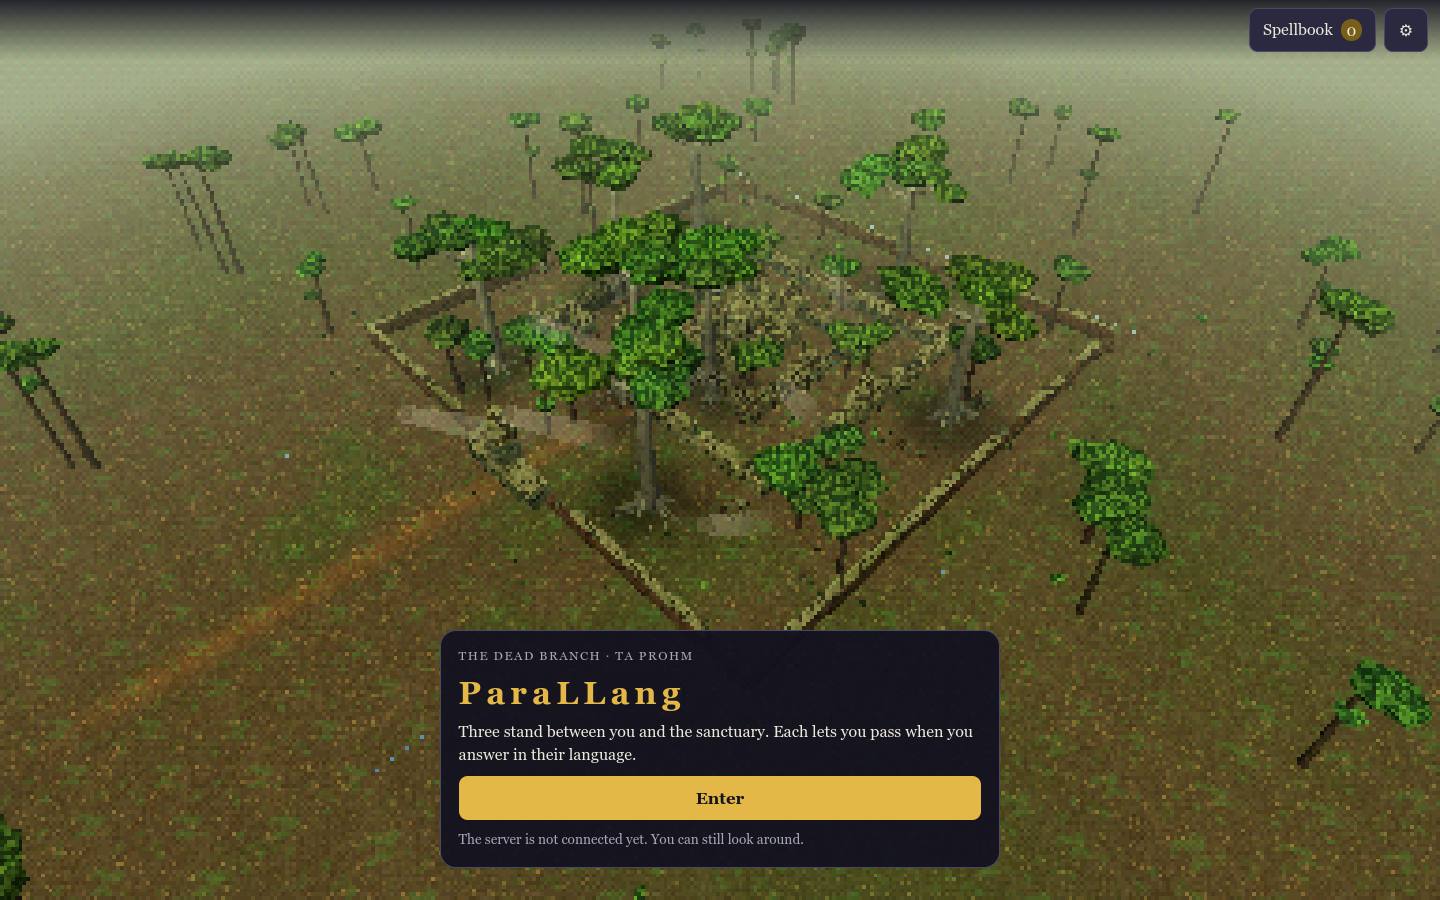 Spellbook 0 ⚙
THE DEAD BRANCH · TA PROHM
ParaLLang
Three stand between you and the sanctuary. Each lets you pass when you
answer in their language.
Enter
The server is not connected yet. You can still look around.